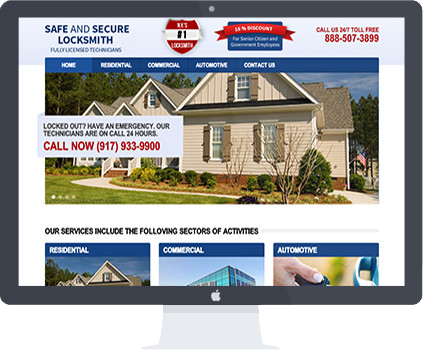 SAFE AND SECURE
LOCKSMITH
FULLY LICENSED TECHNICIANS
#1
LOCKSMITH
15 % DISCOUNT
For Senior Citizen and
Government Employees
CALL US 24/7 TOLL FREE
888-507-3899
HOME RESIDENTIAL COMMERCIAL AUTOMOTIVE CONTACT US
LOCKED OUT? HAVE AN EMERGENCY. OUR
TECHNICIANS ARE ON CALL 24 HOURS.
CALL NOW (917) 933-9900
OUR SERVICES INCLUDE THE FOLLOVING SECTORS OF ACTIVITIES
RESIDENTIAL COMMERCIAL AUTOMOTIVE